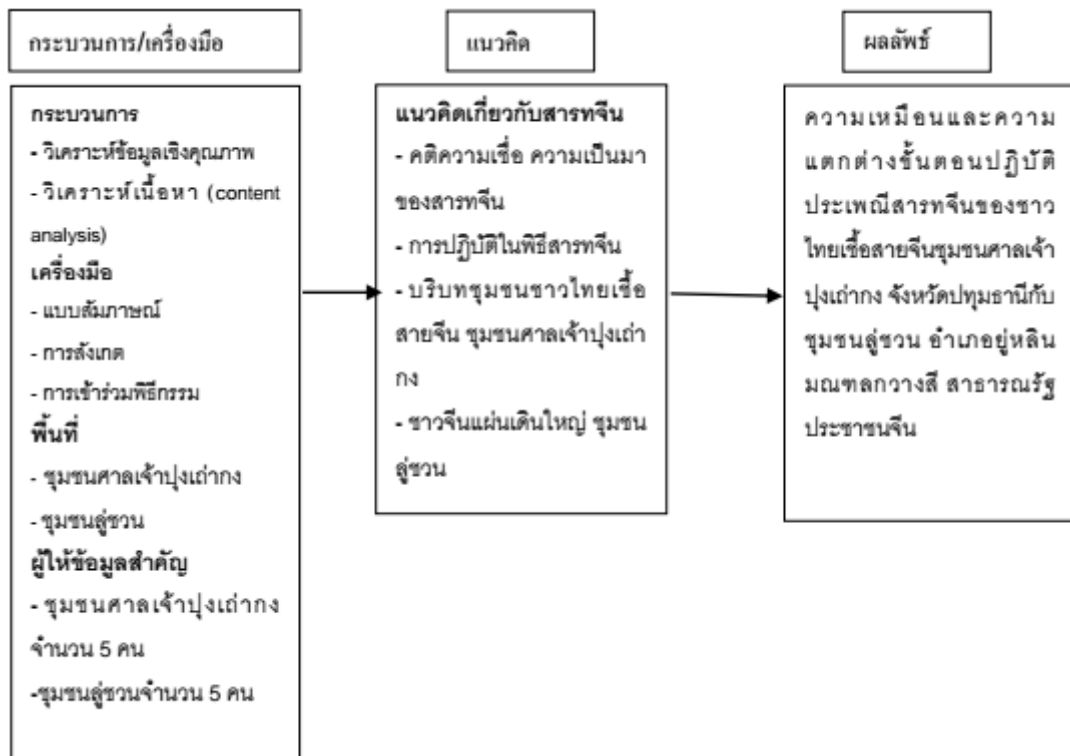 กระบวนการ/เครื่องมือ
กระบวนการ
- วิเคราะห์ข้อมูลเชิงคุณภาพ
- วิเคราะห์เนื้อหา (content
analysis)
เครื่องมือ
- แบบสัมภาษณ์
- การสังเกต
- การเข้าร่วมพิธีกรรม
พื้นที่
- ชุมชนศาลเจ้าปุงเถ่ากง
- ชุมชนลู่ชวน
ผู้ให้ข้อมูลสำคัญ
- ชุมชนศาลเจ้าปุงเถ่ากง
จำนวน 5 คน
-ชุมชนลู่ชวนจำนวน 5 คน
แนวคิด
แนวคิดเกี่ยวกับสารทจีน
- คติความเชื่อ ความเป็นมา
ของสารทจีน
- การปฏิบัติในพิธีสารทจีน
- บริบทชุมชนชาวไทยเชื้อ
สายจีน ชุมชนศาลเจ้าปุงเถ่า
กง
- ชาวจีนแผ่นเดินใหญ่ ชุมชน
ลู่ชวน
ผลลัพธ์
ความเหมือนและความ
แตกต่างขั้นตอนปฏิบัติ
ประเพณีสารทจีนของชาว
ไทยเชื้อสายจีนชุมชนศาลเจ้า
ปุงเถ่ากง จังหวัดปทุมธานีกับ
ชุมชนลู่ชวน อำเภอยู่หลิน
มณฑลกวางสี สาธารณรัฐ
ประชาชนจีน